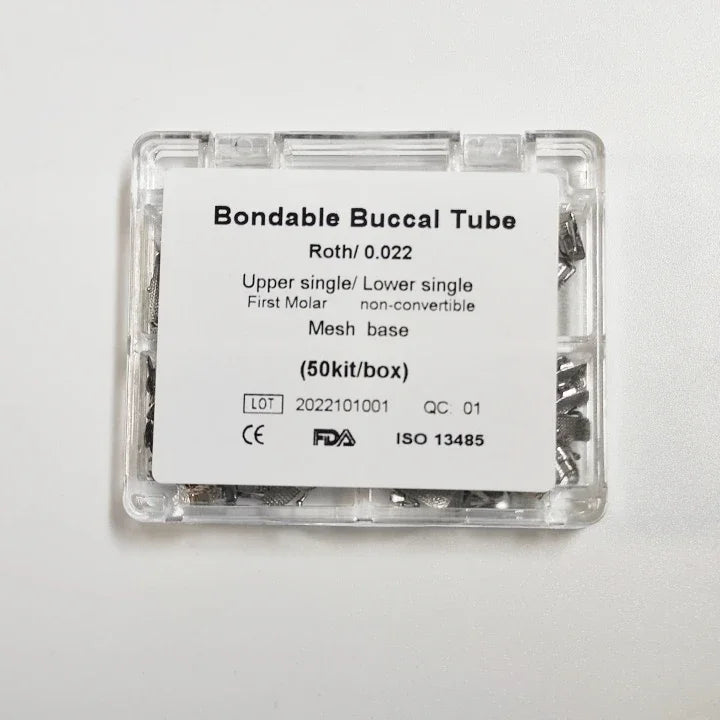 Bondable Buccal Tube
Roth/ 0.022
Upper single/ Lower single
First Molar non-convertible
Mesh base
(50kit/box)
LOT 2022101001 QC: 01
CE FDA ISO 13485